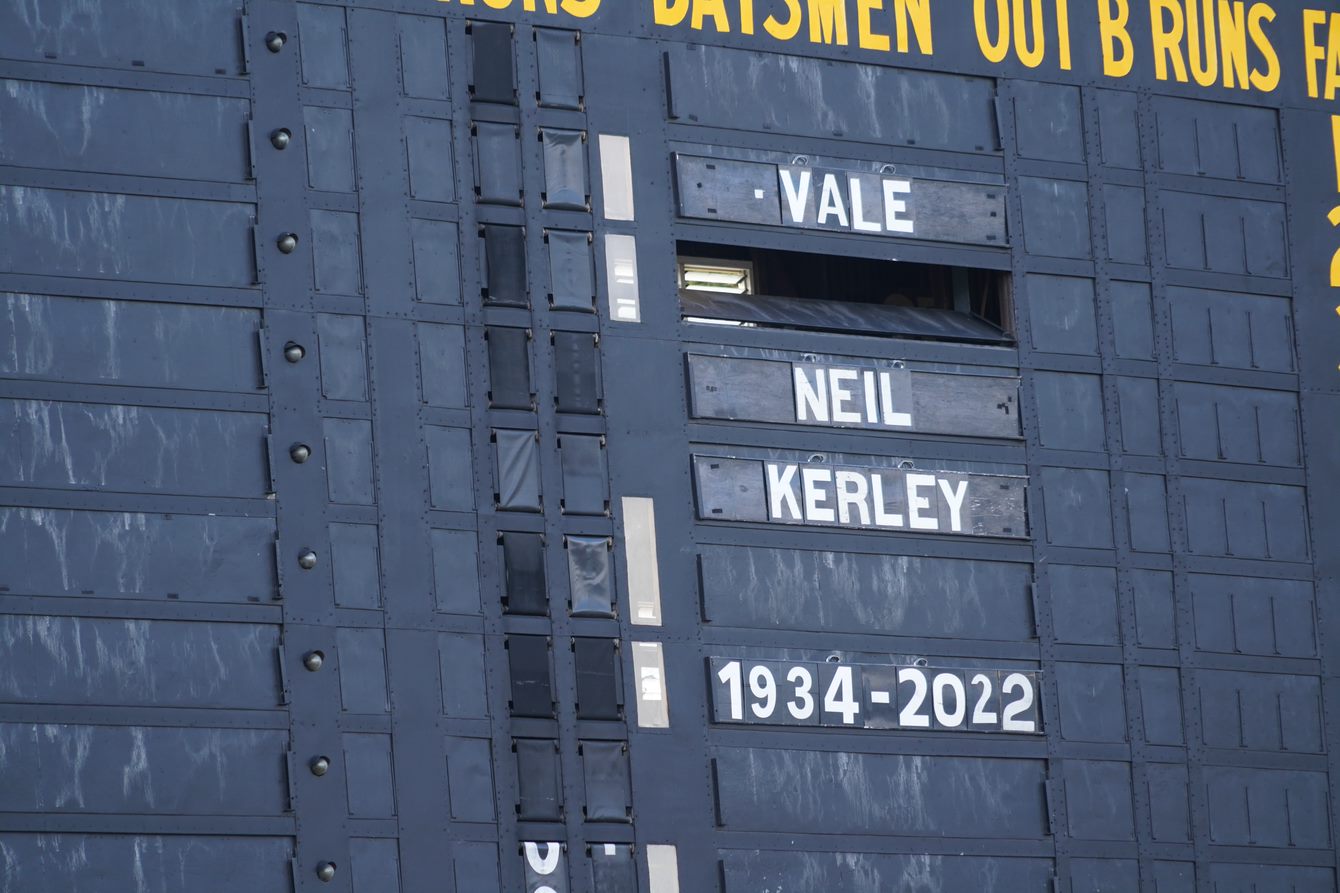 BATSMEN OUT B RUNS
VALE
NEIL
KERLEY
1934-2022